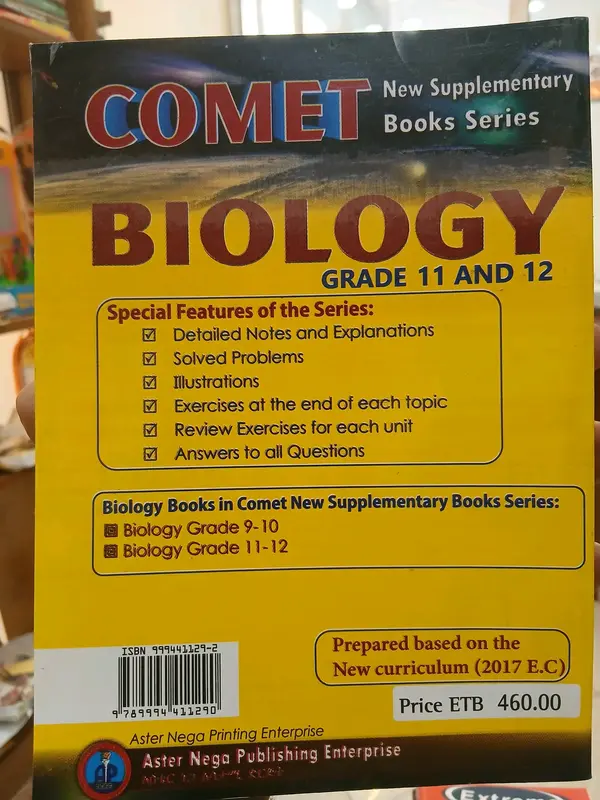 COMET
New Supplementary
Books Series
BIOLOGY
GRADE 11 AND 12
Special Features of the Series:
Detailed Notes and Explanations
Solved Problems
Illustrations
Exercises at the end of each topic
Review Exercises for each unit
Answers to all Questions
Biology Books in Comet New Supplementary Books Series:
Biology Grade 9-10
Biology Grade 11-12
ISBN 999441129-2
9 789994 411290
Prepared based on the
New curriculum (2017 E.C)
Price ETB 460.00
Aster Nega Printing Enterprise
Aster Nega Publishing Enterprise
Extre